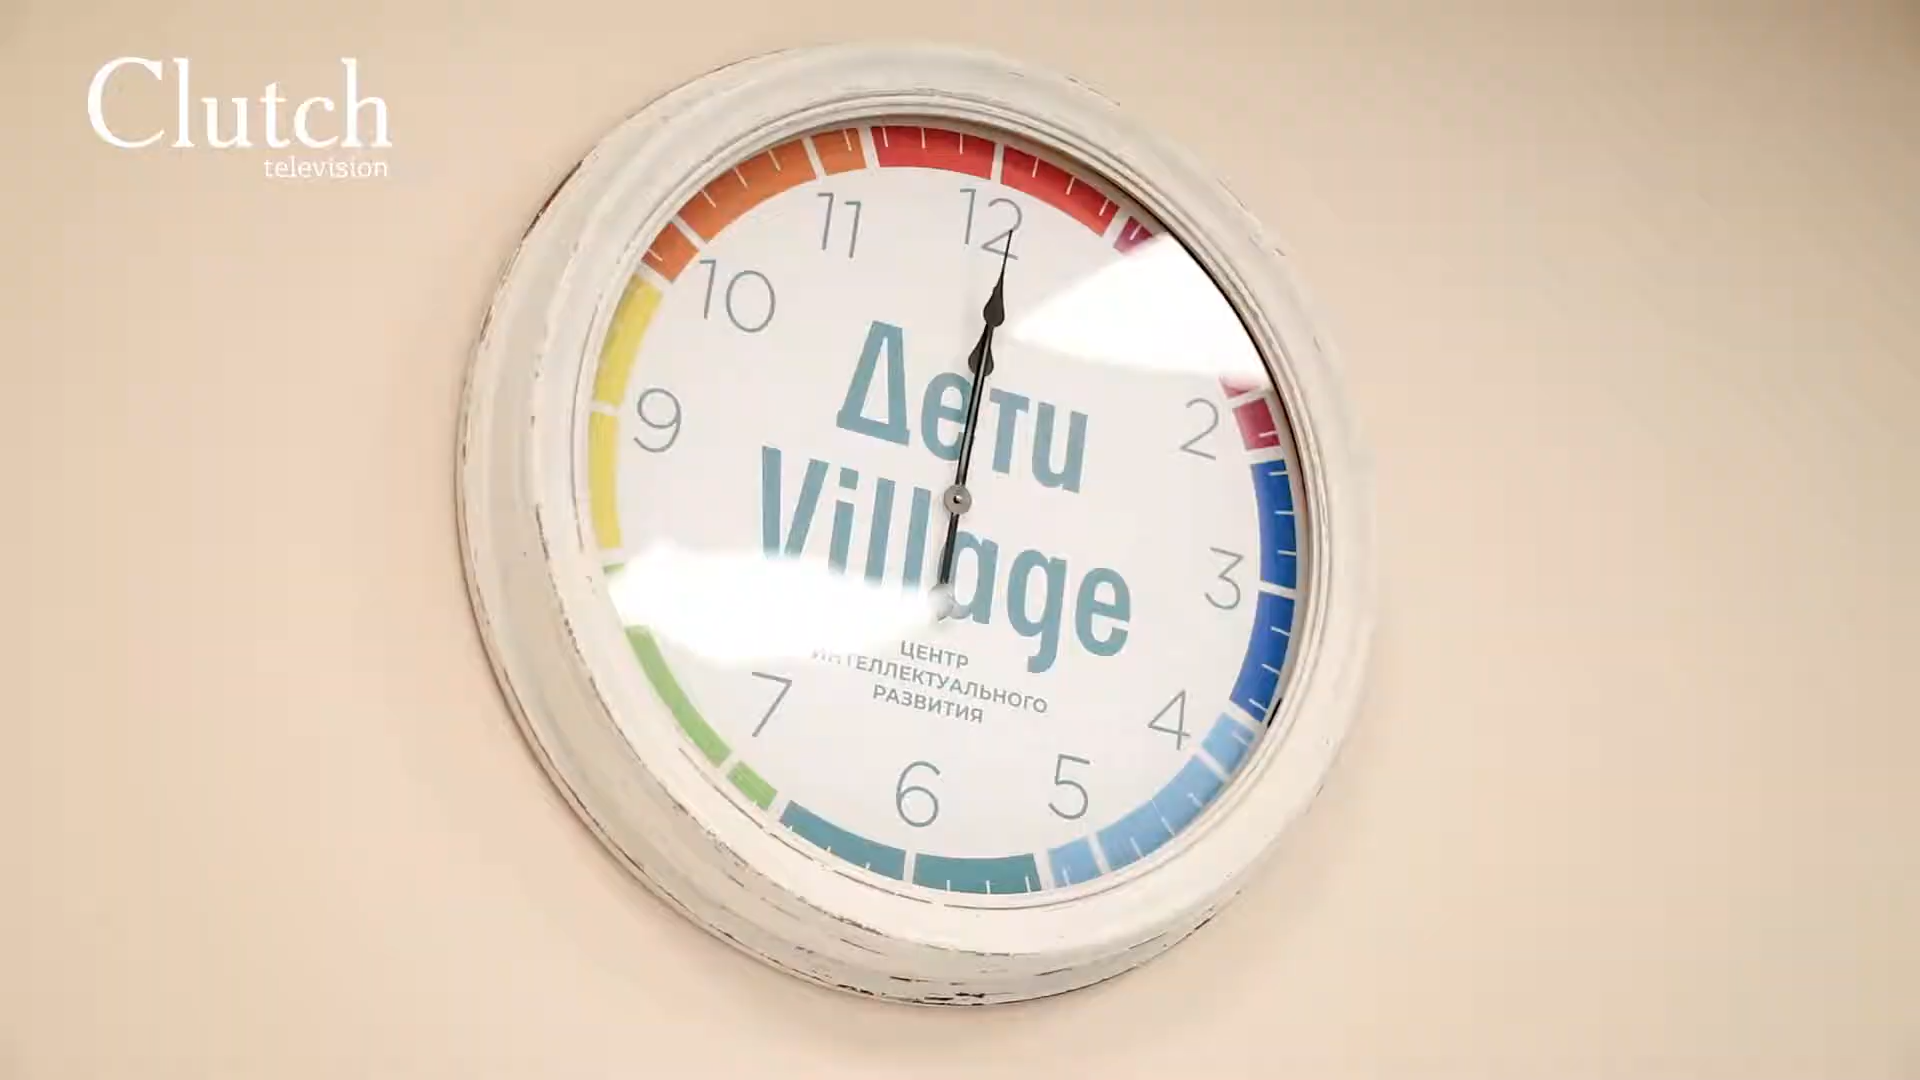 Clutch
television
12
11
10
9
2
3
4
5
6
7
Дети
Village
ЦЕНТР
ИНТЕЛЛЕКТУАЛЬНОГО
РАЗВИТИЯ